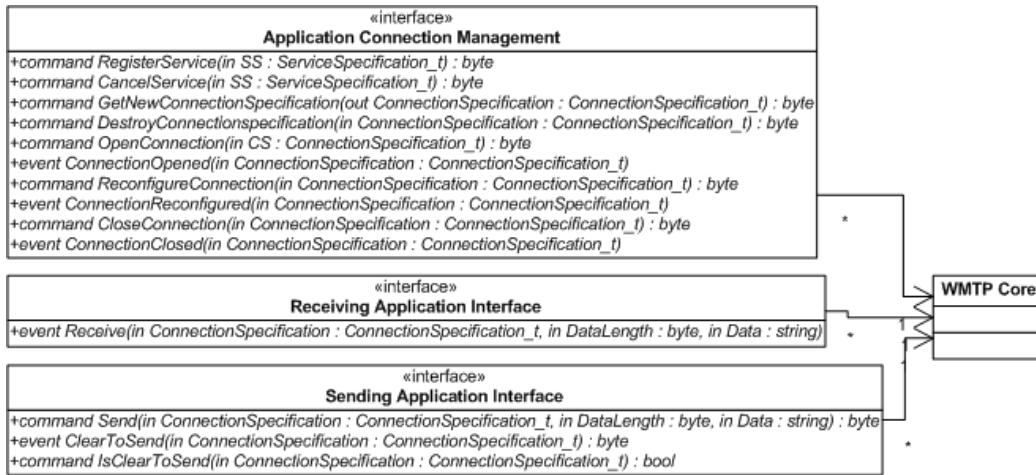 «interface»
Application Connection Management
+command RegisterService(in SS : ServiceSpecification_t) : byte
+command CancelService(in SS : ServiceSpecification_t) : byte
+command GetNewConnectionSpecification(out ConnectionSpecification : ConnectionSpecification_t) : byte
+command DestroyConnectionspecification(in ConnectionSpecification : ConnectionSpecification_t) : byte
+command OpenConnection(in CS : ConnectionSpecification_t) : byte
+event ConnectionOpened(in ConnectionSpecification : ConnectionSpecification_t)
+command ReconfigureConnection(in ConnectionSpecification : ConnectionSpecification_t) : byte
+event ConnectionReconfigured(in ConnectionSpecification : ConnectionSpecification_t)
+command CloseConnection(in ConnectionSpecification : ConnectionSpecification_t) : byte
+event ConnectionClosed(in ConnectionSpecification : ConnectionSpecification_t)
*
WMTP Core
«interface»
Receiving Application Interface
+event Receive(in ConnectionSpecification : ConnectionSpecification_t, in DataLength : byte, in Data : string)
*
1
1
1
«interface»
Sending Application Interface
+command Send(in ConnectionSpecification : ConnectionSpecification_t, in DataLength : byte, in Data : string) : byte
+event ClearToSend(in ConnectionSpecification : ConnectionSpecification_t) : byte
+command IsClearToSend(in ConnectionSpecification : ConnectionSpecification_t) : bool
*